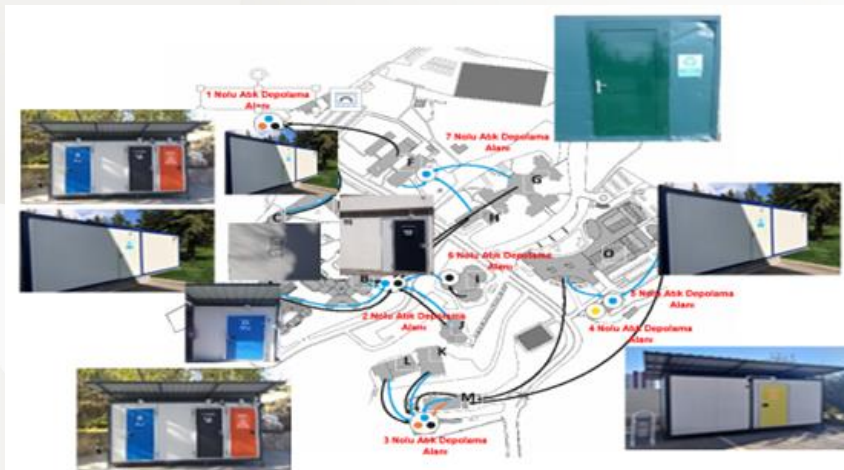 1 Nolu Atık Depolama
Alanı
7 Nolu Atık Depolama
Alanı
F
G
C
H
D
6 Nolu Atık Depolama
Alanı
B
I
5 Nolu Atık Depolama
Alanı
2 Nolu Atık Depolama
Alanı
J
4 Nolu Atık Depolama
Alanı
K
L
M
3 Nolu Atık Depolama
Alanı